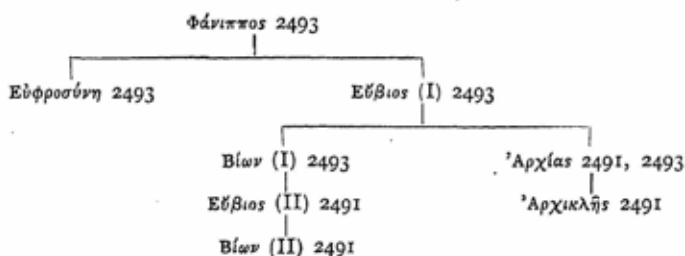 Φάνιππος 2493
Εὐφροσύνη 2493 Εὔβιος (I) 2493
Βίων (I) 2493 Ἀρχίας 2491, 2493
Εὔβιος (II) 2491 Ἀρχικλῆς 2491
Βίων (II) 2491